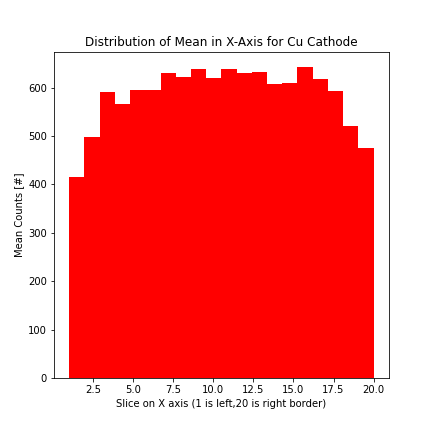 Distribution of Mean in X-Axis for Cu Cathode
Mean Counts [#]
600
500
400
300
200
100
0
2.5 5.0 7.5 10.0 12.5 15.0 17.5 20.0
Slice on X axis (1 is left,20 is right border)